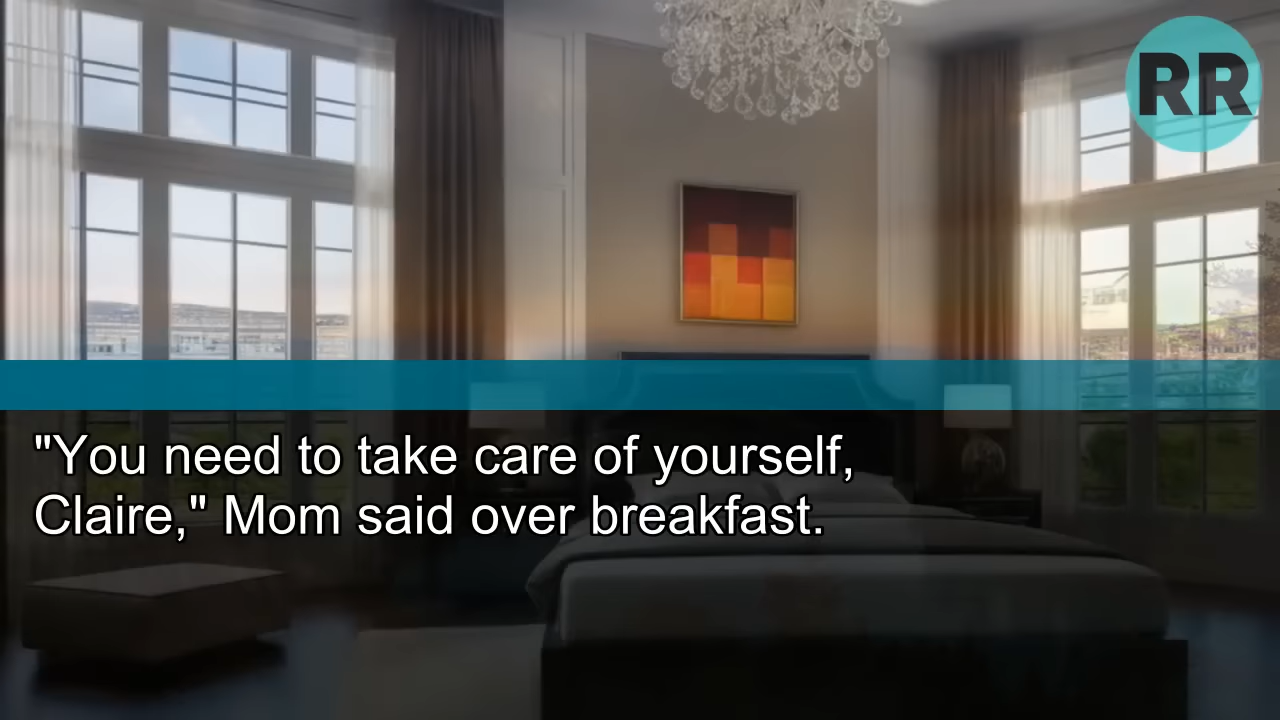 RR
"You need to take care of yourself,
Claire," Mom said over breakfast.